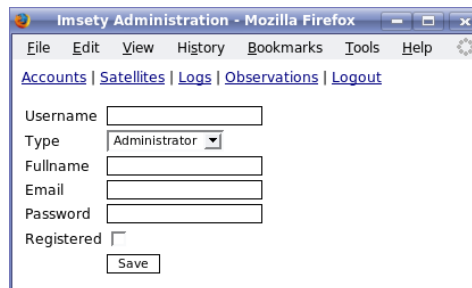 Imsety Administration - Mozilla Firefox
File Edit View History Bookmarks Tools Help
Accounts | Satellites | Logs | Observations | Logout
Username
Type Administrator
Fullname
Email
Password
Registered
Save